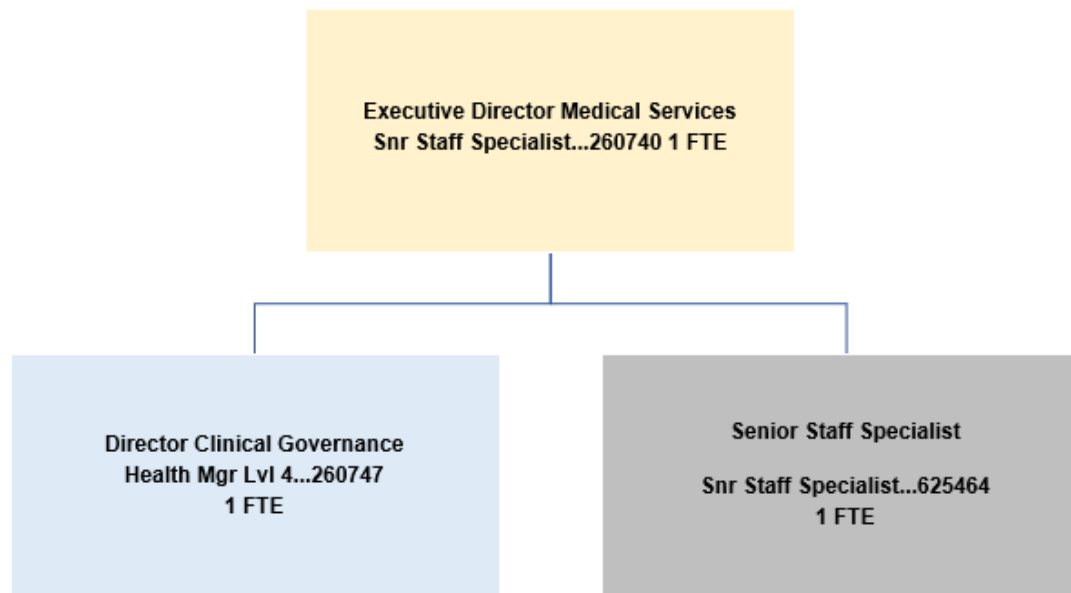 Executive Director Medical Services
Snr Staff Specialist...260740 1 FTE
Director Clinical Governance
Health Mgr Lvl 4...260747
1 FTE
Senior Staff Specialist
Snr Staff Specialist...625464
1 FTE